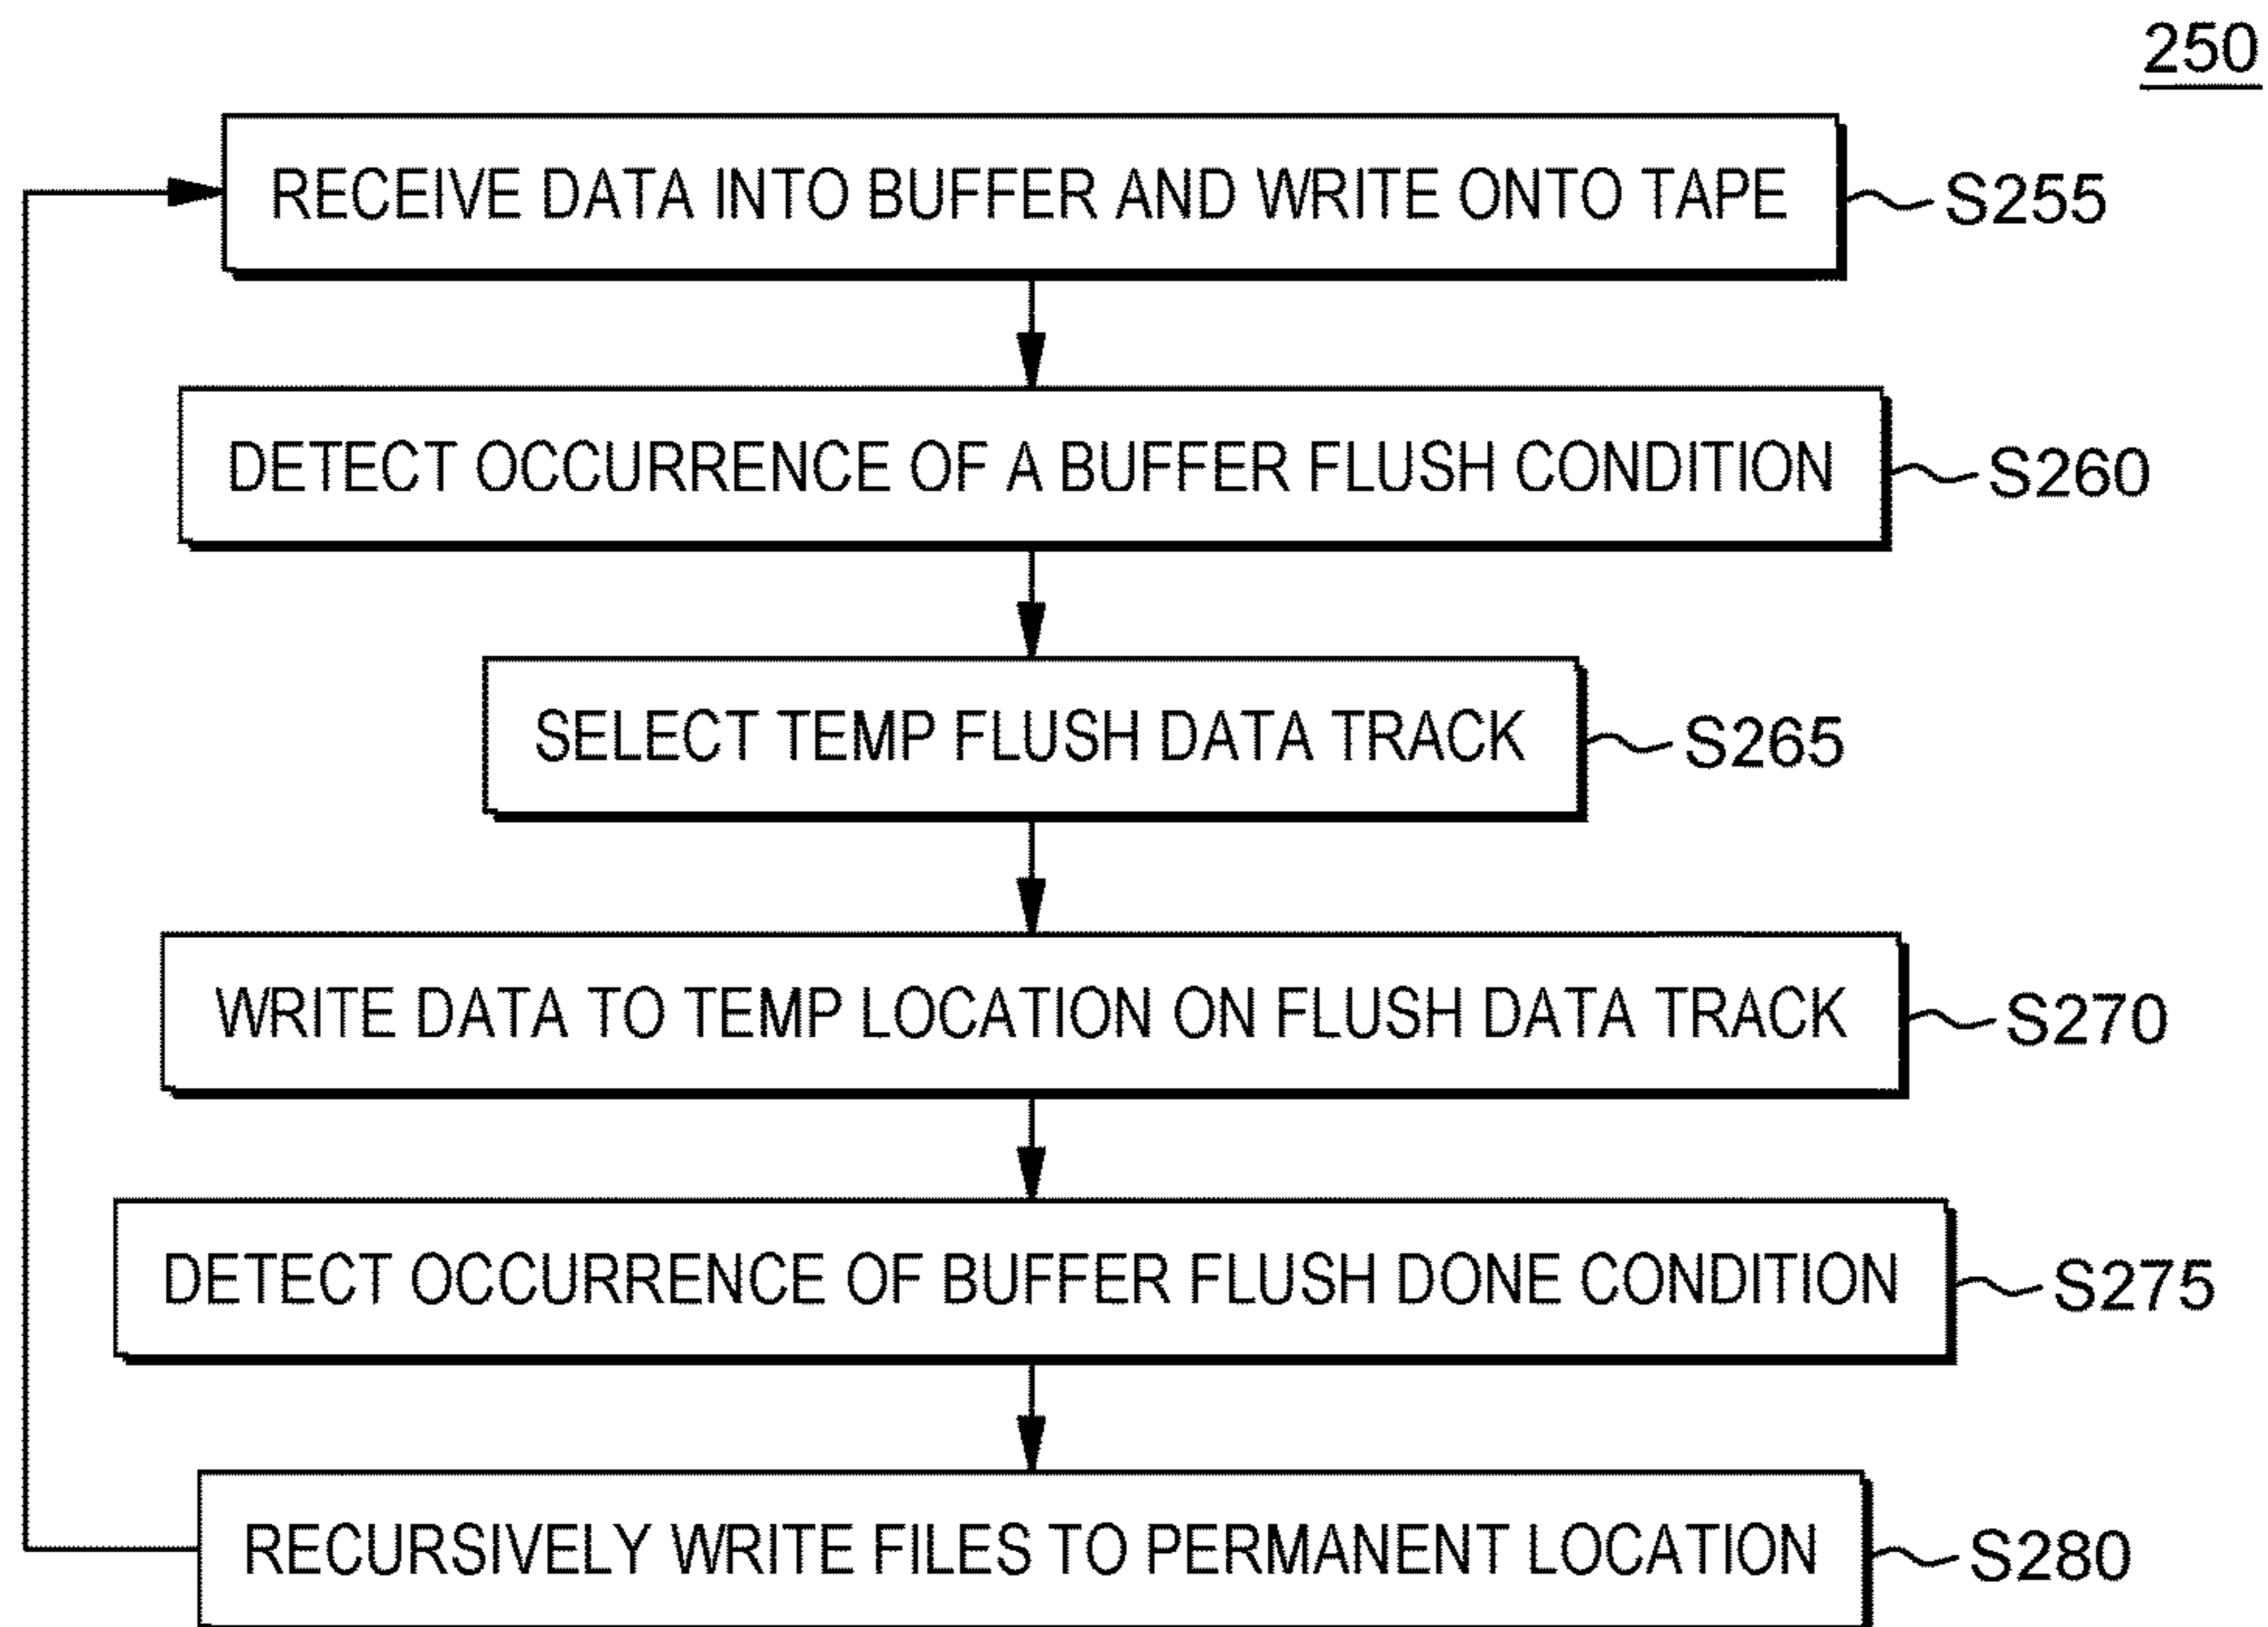 250
RECEIVE DATA INTO BUFFER AND WRITE ONTO TAPE
S255
DETECT OCCURRENCE OF A BUFFER FLUSH CONDITION
S260
SELECT TEMP FLUSH DATA TRACK
S265
WRITE DATA TO TEMP LOCATION ON FLUSH DATA TRACK
S270
DETECT OCCURRENCE OF BUFFER FLUSH DONE CONDITION
S275
RECURSIVELY WRITE FILES TO PERMANENT LOCATION
S280